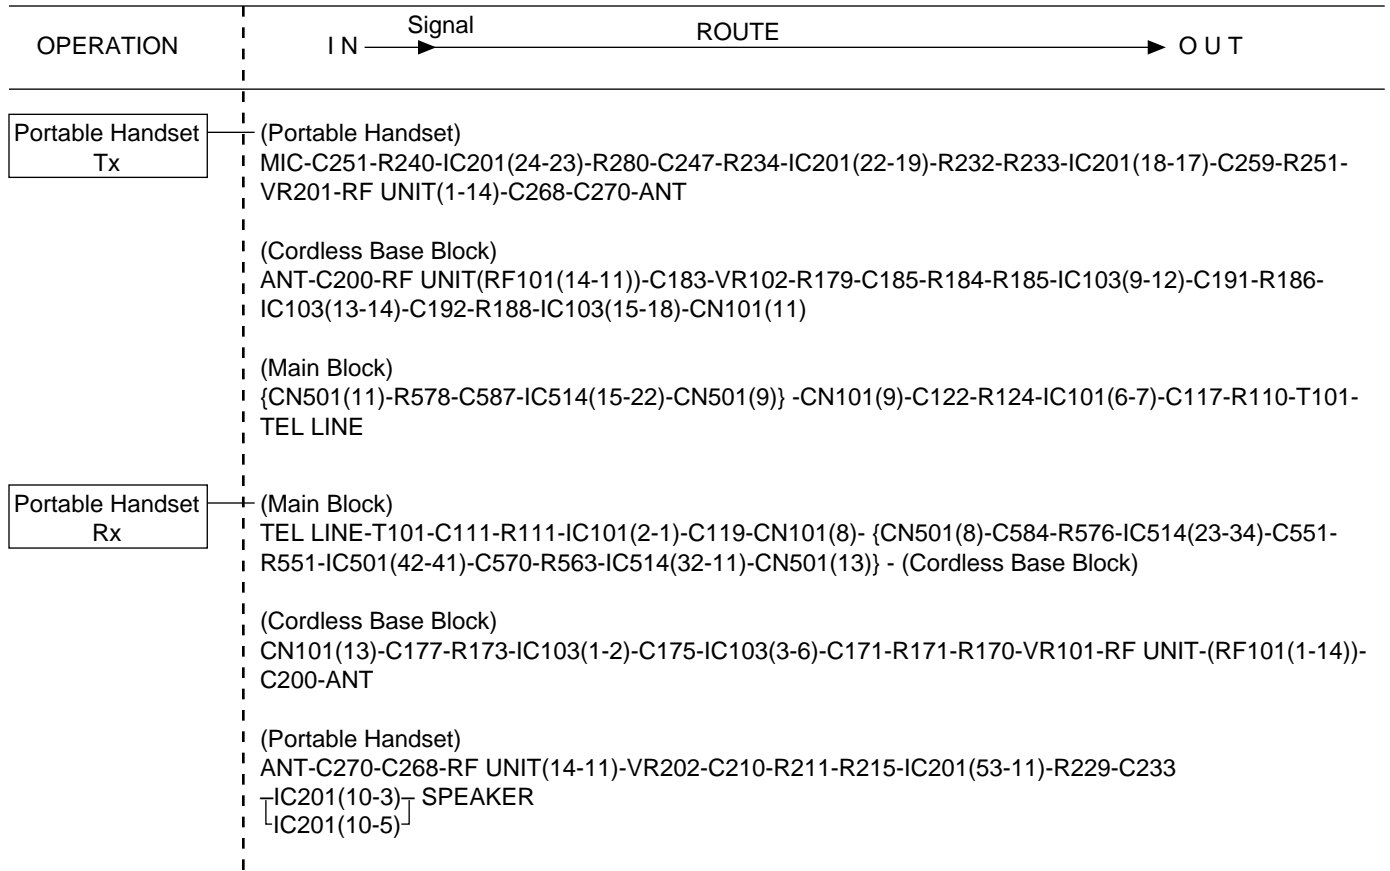 OPERATION
I N Signal ROUTE O U T
Portable Handset
Tx
(Portable Handset)
MIC-C251-R240-IC201(24-23)-R280-C247-R234-IC201(22-19)-R232-R233-IC201(18-17)-C259-R251-
VR201-RF UNIT(1-14)-C268-C270-ANT
(Cordless Base Block)
ANT-C200-RF UNIT(RF101(14-11))-C183-VR102-R179-C185-R184-R185-IC103(9-12)-C191-R186-
IC103(13-14)-C192-R188-IC103(15-18)-CN101(11)
(Main Block)
{CN501(11)-R578-C587-IC514(15-22)-CN501(9)} -CN101(9)-C122-R124-IC101(6-7)-C117-R110-T101-
TEL LINE
Portable Handset
Rx
(Main Block)
TEL LINE-T101-C111-R111-IC101(2-1)-C119-CN101(8)- {CN501(8)-C584-R576-IC514(23-34)-C551-
R551-IC501(42-41)-C570-R563-IC514(32-11)-CN501(13)} - (Cordless Base Block)
(Cordless Base Block)
CN101(13)-C177-R173-IC103(1-2)-C175-IC103(3-6)-C171-R171-R170-VR101-RF UNIT-(RF101(1-14))-
C200-ANT
(Portable Handset)
ANT-C270-C268-RF UNIT(14-11)-VR202-C210-R211-R215-IC201(53-11)-R229-C233
IC201(10-3) SPEAKER
IC201(10-5)